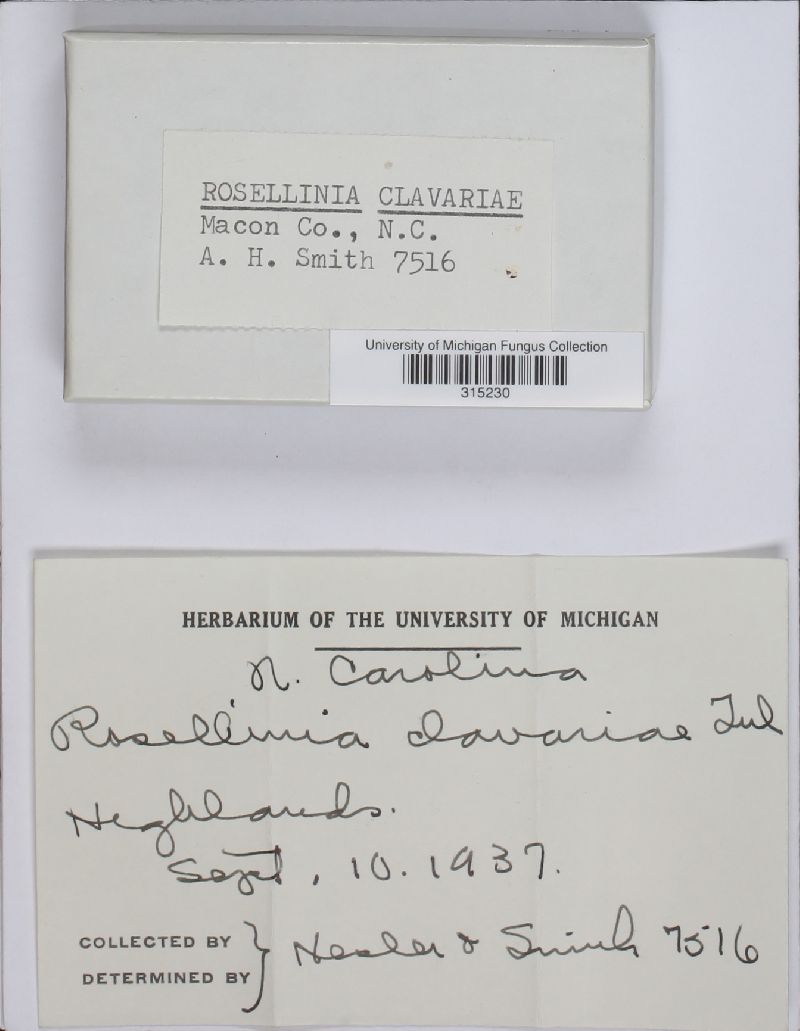 ROSELLINIA CLAVARIAE
Macon Co., N.C.
A. H. Smith 7516
University of Michigan Fungus Collection
315230
HERBARIUM OF THE UNIVERSITY OF MICHIGAN
N. Carolina
Rosellinia clavariae Tul
Highlands.
Sept, 10. 1937.
COLLECTED BY
DETERMINED BY } Hesler & Smith 7516